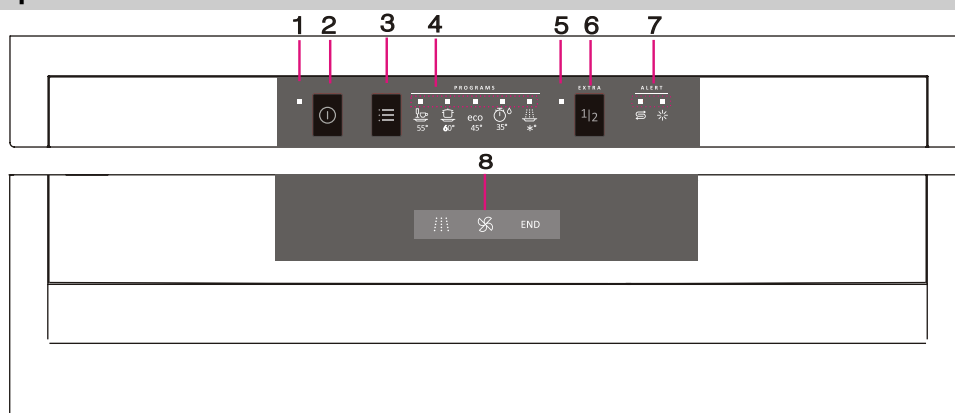 1 2 3 4 5 6 7
PROGRAMS EXTRA ALERT
1|2
eco
55° 60° 45° 35° *°
8
END